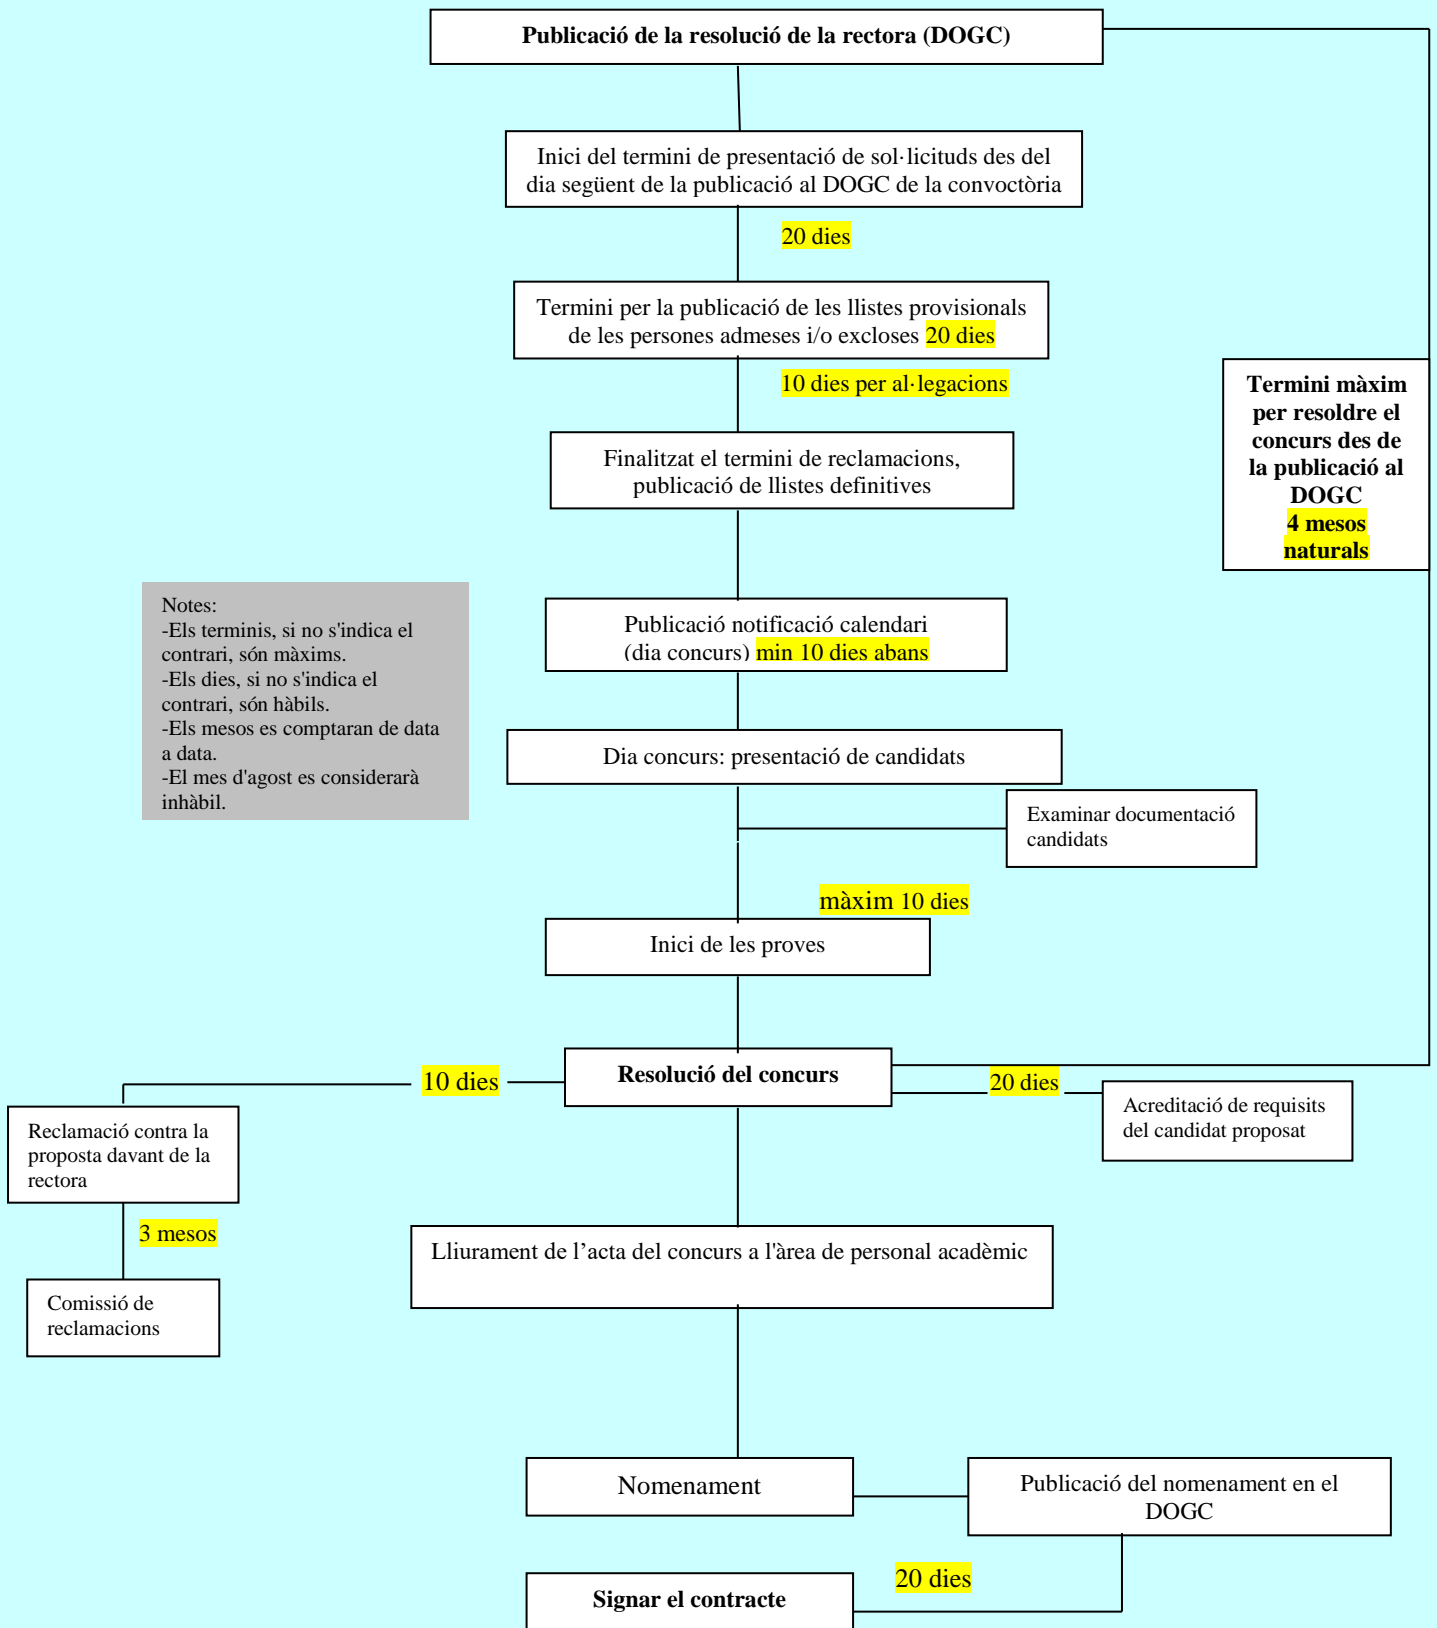 Publicació de la resolució de la rectora (DOGC)
Inici del termini de presentació de sol·licituds des del
dia següent de la publicació al DOGC de la convoctòria
20 dies
Termini per la publicació de les llistes provisionals
de les persones admeses i/o excloses 20 dies
10 dies per al·legacions
Termini màxim
per resoldre el
concurs des de
la publicació al
DOGC
4 mesos
naturals
Finalitzat el termini de reclamacions,
publicació de llistes definitives
Notes:
-Els terminis, si no s'indica el
contrari, són màxims.
-Els dies, si no s'indica el
contrari, són hàbils.
-Els mesos es comptaran de data
a data.
-El mes d'agost es considerarà
inhàbil.
Publicació notificació calendari
(dia concurs) min 10 dies abans
Dia concurs: presentació de candidats
Examinar documentació
candidats
màxim 10 dies
Inici de les proves
Resolució del concurs
10 dies
20 dies
Acreditació de requisits
del candidat proposat
Reclamació contra la
proposta davant de la
rectora
3 mesos
Comissió de
reclamacions
Lliurament de l’acta del concurs a l'àrea de personal acadèmic
Nomenament
Publicació del nomenament en el
DOGC
20 dies
Signar el contracte